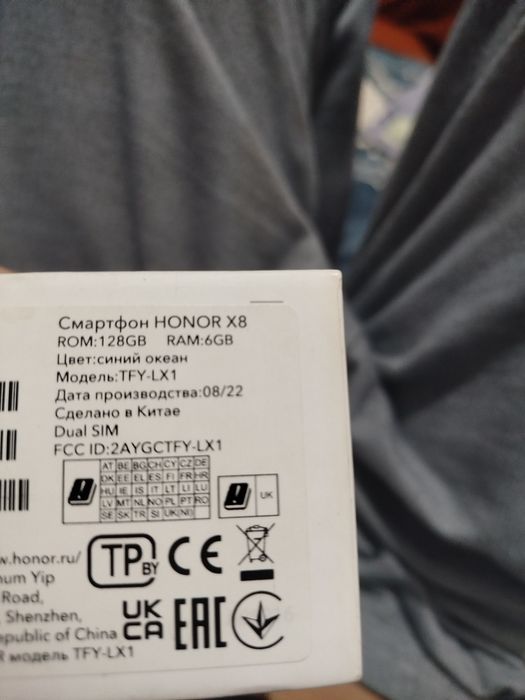 Смартфон HONOR X8
ROM:128GB RAM:6GB
Цвет:синий океан
Модель:TFY-LX1
Дата производства:08/22
Сделано в Китае
Dual SIM
FCC ID:2AYGCTFY-LX1
AT BE BG CH CY CZ DE
DK EE EL ES FI FR HR
HU IE IS IT LT LI LU
LV MT NL NO PL PT RO
SE SK TR SI UK(NI)
UK
w.honor.ru/
num Yip
Road,
Shenzhen,
epublic of China
R модель TFY-LX1
TP BY
CE
UK
CA
EAC